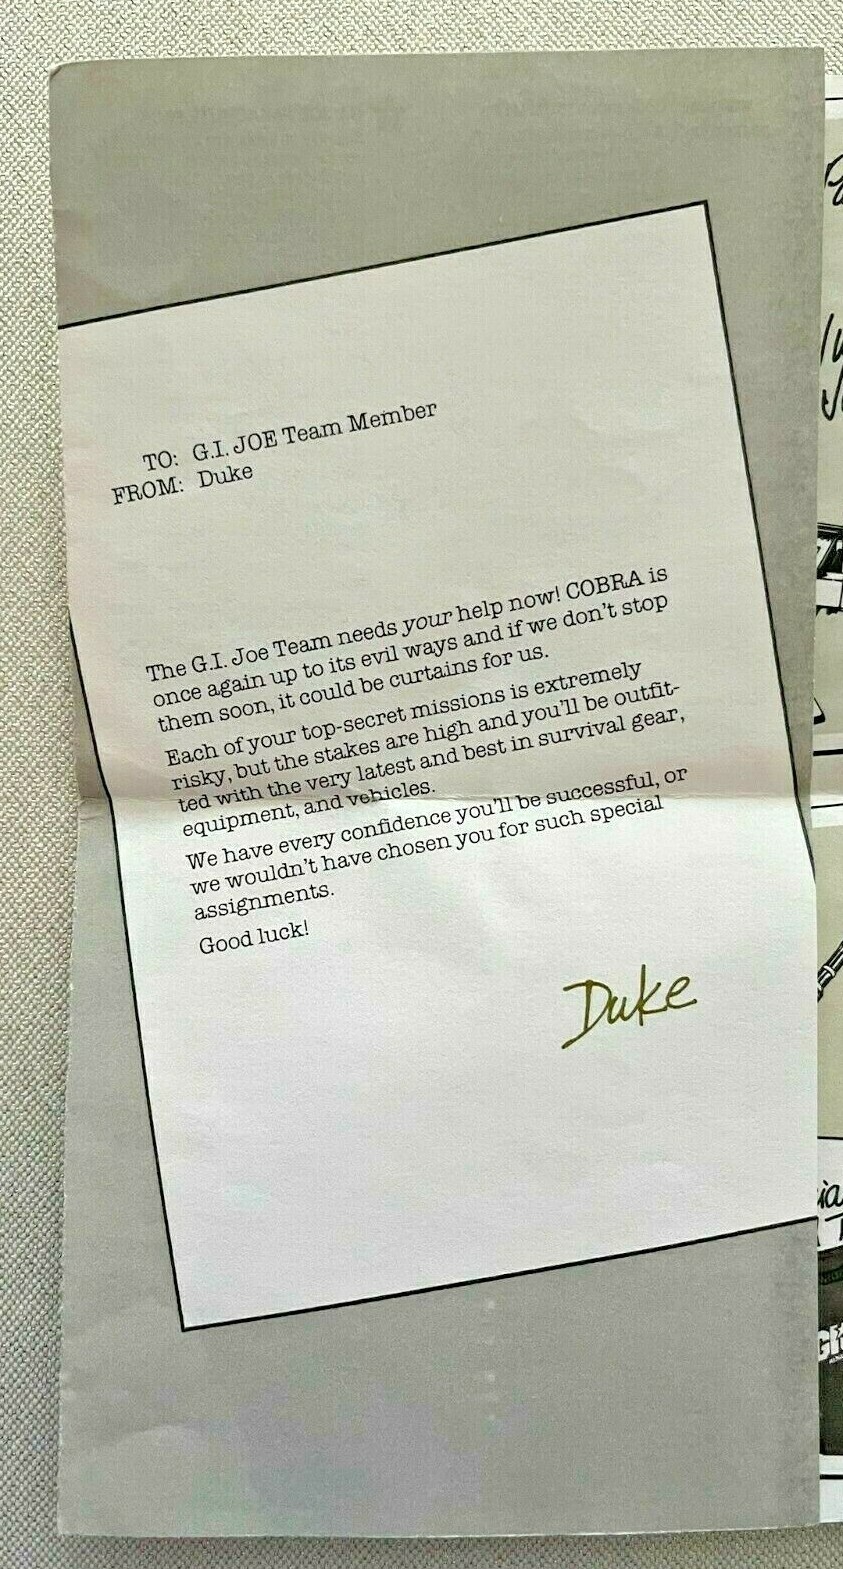 TO: G.I. JOE Team Member
FROM: Duke
The G.I. Joe Team needs your help now! COBRA is
once again up to its evil ways and if we don't stop
them soon, it could be curtains for us.
Each of your top-secret missions is extremely
risky, but the stakes are high and you'll be outfit-
ted with the very latest and best in survival gear,
equipment, and vehicles.
We have every confidence you'll be successful, or
we wouldn't have chosen you for such special
assignments.
Good luck!
Duke